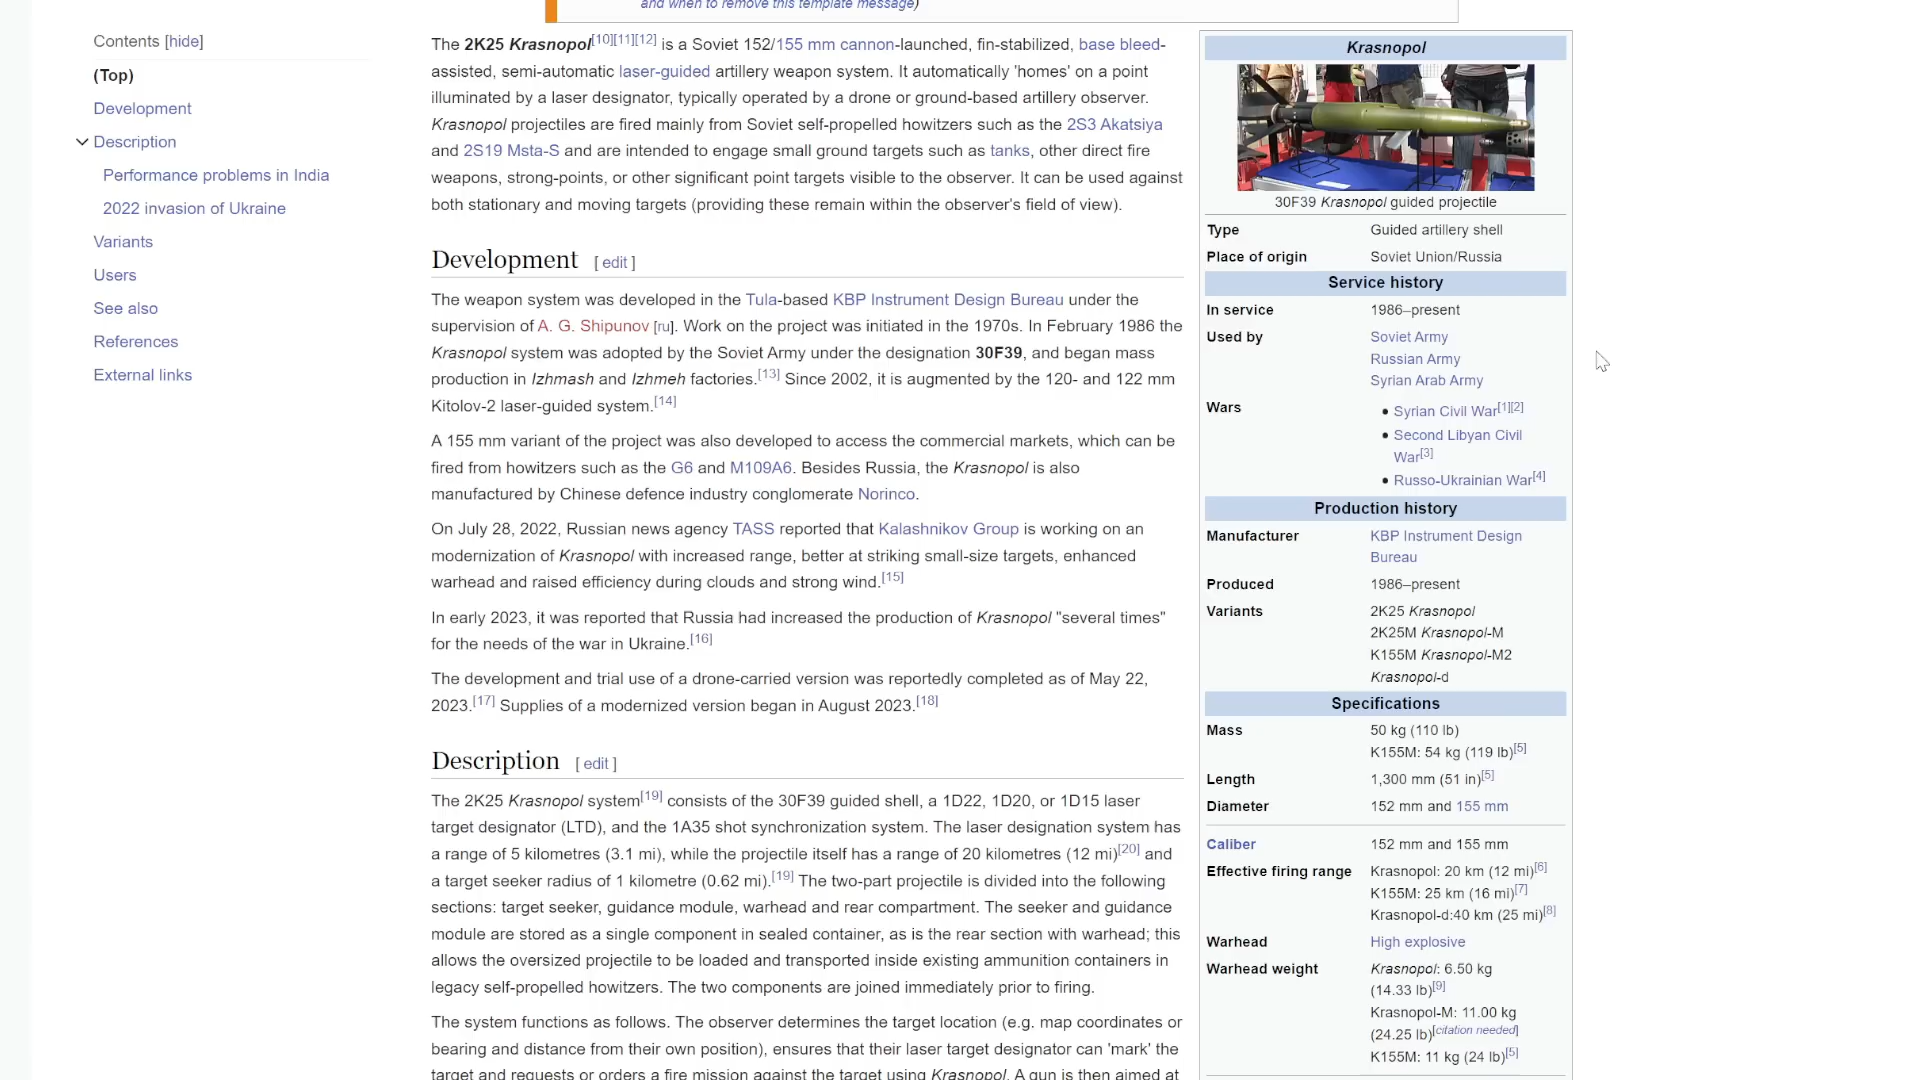 and when to remove this template message)
Contents [hide]
(Top)
Development
Description
Performance problems in India
2022 invasion of Ukraine
Variants
Users
See also
References
External links
The 2K25 Krasnopol[10][11][12] is a Soviet 152/155 mm cannon-launched, fin-stabilized, base bleed-
assisted, semi-automatic laser-guided artillery weapon system. It automatically 'homes' on a point
illuminated by a laser designator, typically operated by a drone or ground-based artillery observer.
Krasnopol projectiles are fired mainly from Soviet self-propelled howitzers such as the 2S3 Akatsiya
and 2S19 Msta-S and are intended to engage small ground targets such as tanks, other direct fire
weapons, strong-points, or other significant point targets visible to the observer. It can be used against
both stationary and moving targets (providing these remain within the observer's field of view).
Development [ edit ]
The weapon system was developed in the Tula-based KBP Instrument Design Bureau under the
supervision of A. G. Shipunov [ru]. Work on the project was initiated in the 1970s. In February 1986 the
Krasnopol system was adopted by the Soviet Army under the designation 30F39, and began mass
production in Izhmash and Izhmeh factories.[13] Since 2002, it is augmented by the 120- and 122 mm
Kitolov-2 laser-guided system.[14]
A 155 mm variant of the project was also developed to access the commercial markets, which can be
fired from howitzers such as the G6 and M109A6. Besides Russia, the Krasnopol is also
manufactured by Chinese defence industry conglomerate Norinco.
On July 28, 2022, Russian news agency TASS reported that Kalashnikov Group is working on an
modernization of Krasnopol with increased range, better at striking small-size targets, enhanced
warhead and raised efficiency during clouds and strong wind.[15]
In early 2023, it was reported that Russia had increased the production of Krasnopol "several times"
for the needs of the war in Ukraine.[16]
The development and trial use of a drone-carried version was reportedly completed as of May 22,
2023.[17] Supplies of a modernized version began in August 2023.[18]
Description [ edit ]
The 2K25 Krasnopol system[19] consists of the 30F39 guided shell, a 1D22, 1D20, or 1D15 laser
target designator (LTD), and the 1A35 shot synchronization system. The laser designation system has
a range of 5 kilometres (3.1 mi), while the projectile itself has a range of 20 kilometres (12 mi)[20] and
a target seeker radius of 1 kilometre (0.62 mi).[19] The two-part projectile is divided into the following
sections: target seeker, guidance module, warhead and rear compartment. The seeker and guidance
module are stored as a single component in sealed container, as is the rear section with warhead; this
allows the oversized projectile to be loaded and transported inside existing ammunition containers in
legacy self-propelled howitzers. The two components are joined immediately prior to firing.
The system functions as follows. The observer determines the target location (e.g. map coordinates or
bearing and distance from their own position), ensures that their laser target designator can 'mark' the
target and requests or orders a fire mission against the target using Krasnopol. A gun is then aimed at
Krasnopol
30F39 Krasnopol guided projectile
Type Guided artillery shell
Place of origin Soviet Union/Russia
Service history
In service 1986–present
Used by Soviet Army
Russian Army
Syrian Arab Army
Wars • Syrian Civil War[1][2]
• Second Libyan Civil
War[3]
• Russo-Ukrainian War[4]
Production history
Manufacturer KBP Instrument Design
Bureau
Produced 1986–present
Variants 2K25 Krasnopol
2K25M Krasnopol-M
K155M Krasnopol-M2
Krasnopol-d
Specifications
Mass 50 kg (110 lb)
K155M: 54 kg (119 lb)[5]
Length 1,300 mm (51 in)[5]
Diameter 152 mm and 155 mm
Caliber 152 mm and 155 mm
Effective firing range Krasnopol: 20 km (12 mi)[6]
K155M: 25 km (16 mi)[7]
Krasnopol-d:40 km (25 mi)[8]
Warhead High explosive
Warhead weight Krasnopol: 6.50 kg
(14.33 lb)[9]
Krasnopol-M: 11.00 kg
(24.25 lb)[citation needed]
K155M: 11 kg (24 lb)[5]